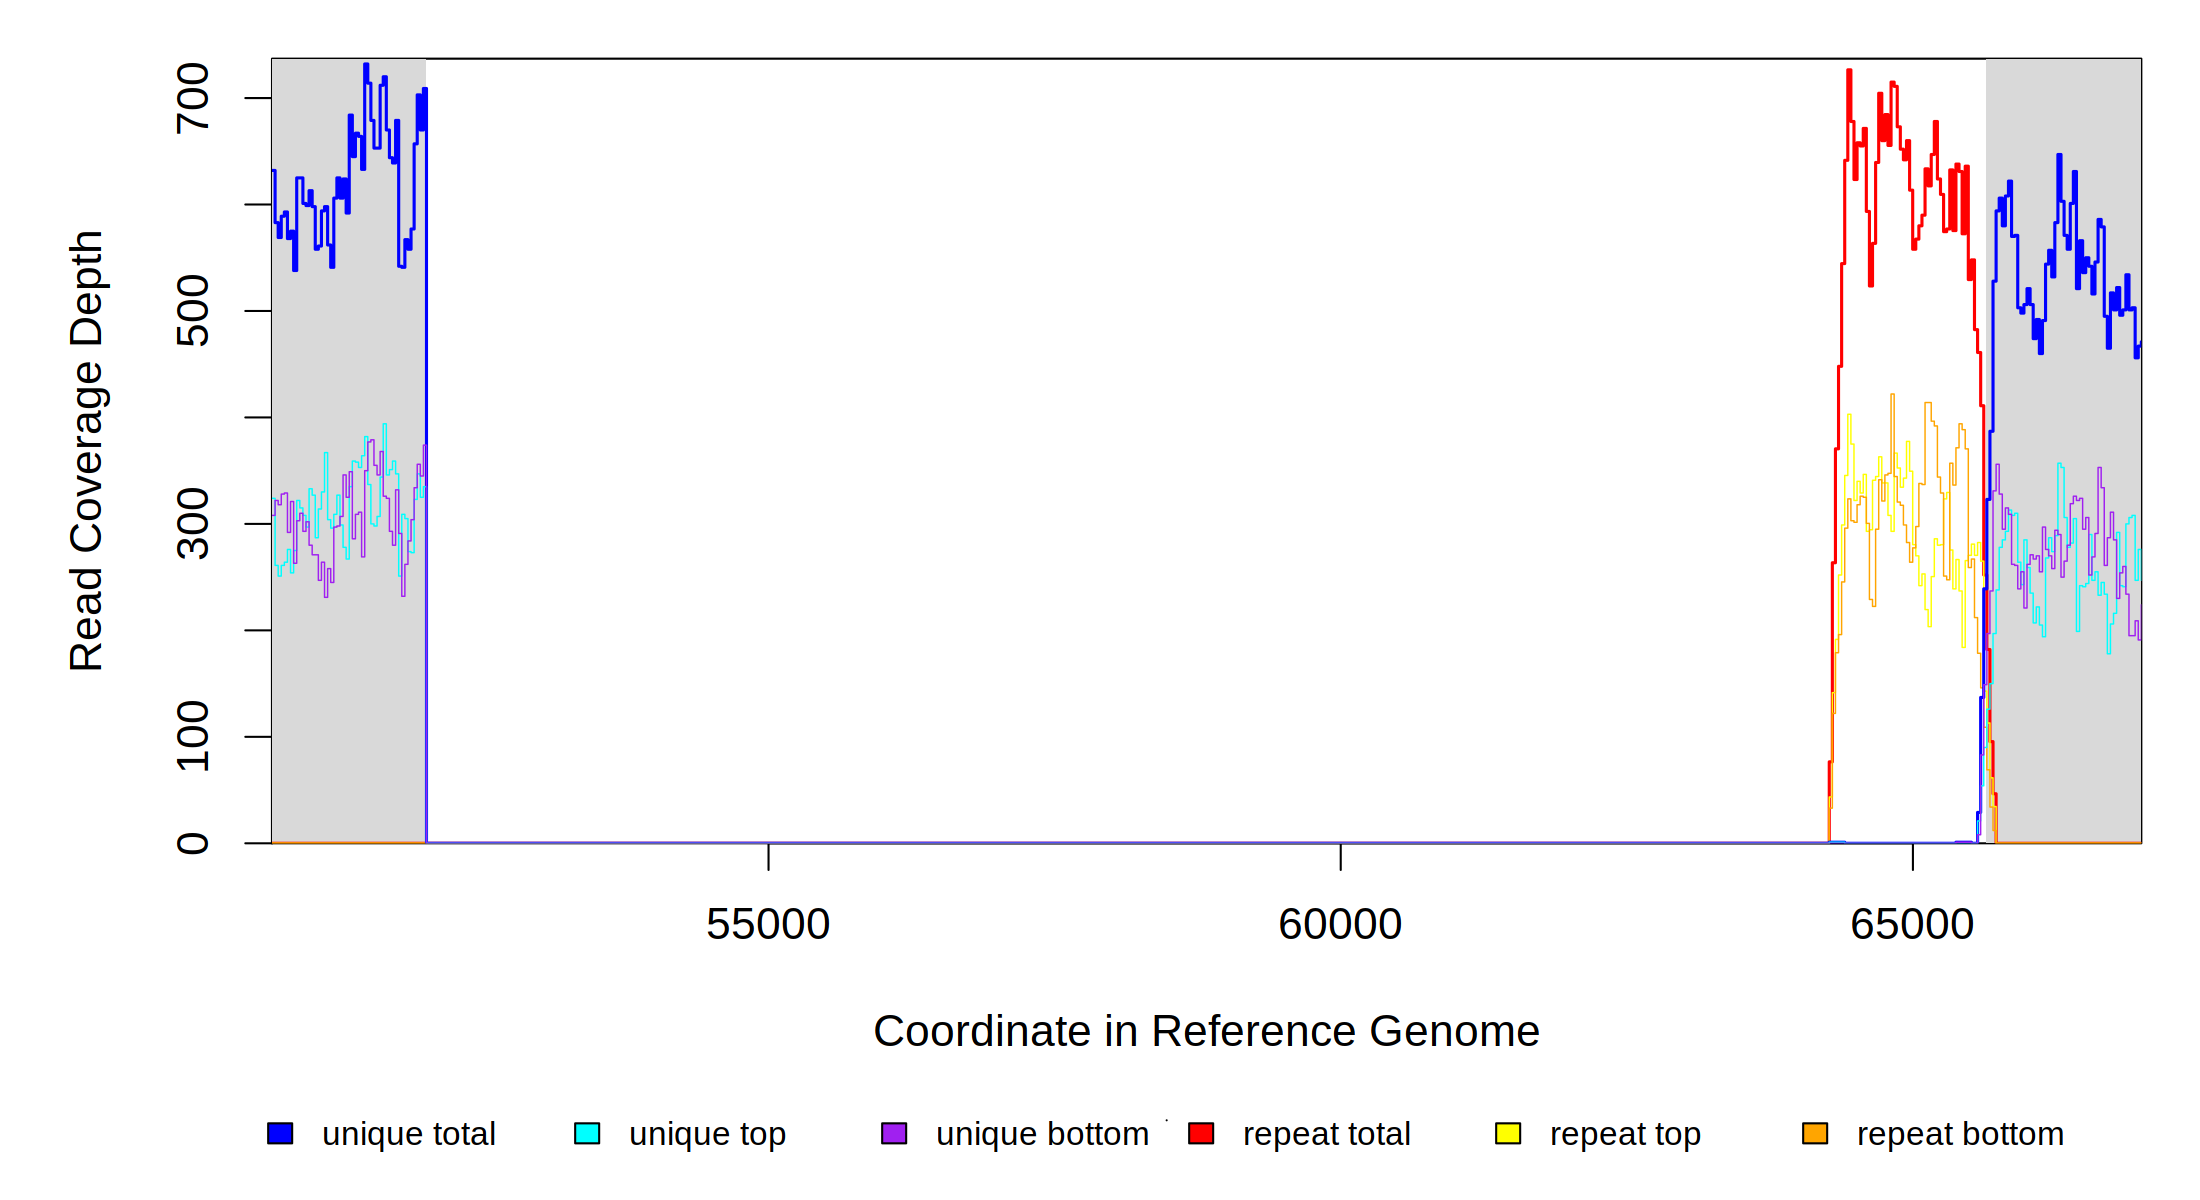 Read Coverage Depth
700
500
300
100
0
55000 60000 65000
Coordinate in Reference Genome
unique total unique top unique bottom repeat total repeat top repeat bottom